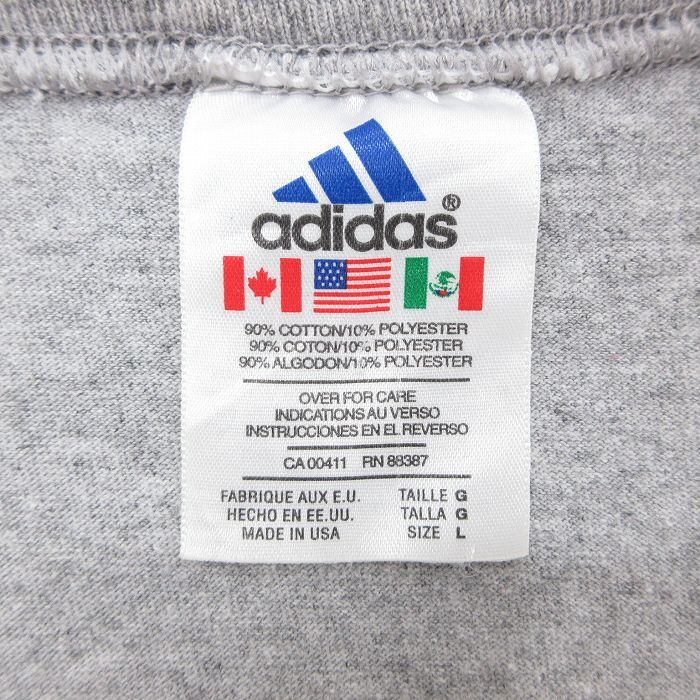 adidas®
90% COTTON/10% POLYESTER
90% COTON/10% POLYESTER
90% ALGODON/10% POLYESTER
OVER FOR CARE
INDICATIONS AU VERSO
INSTRUCCIONES EN EL REVERSO
CA 00411 RN 88387
FABRIQUE AUX E.U. TAILLE G
HECHO EN EE.UU. TALLA G
MADE IN USA SIZE L